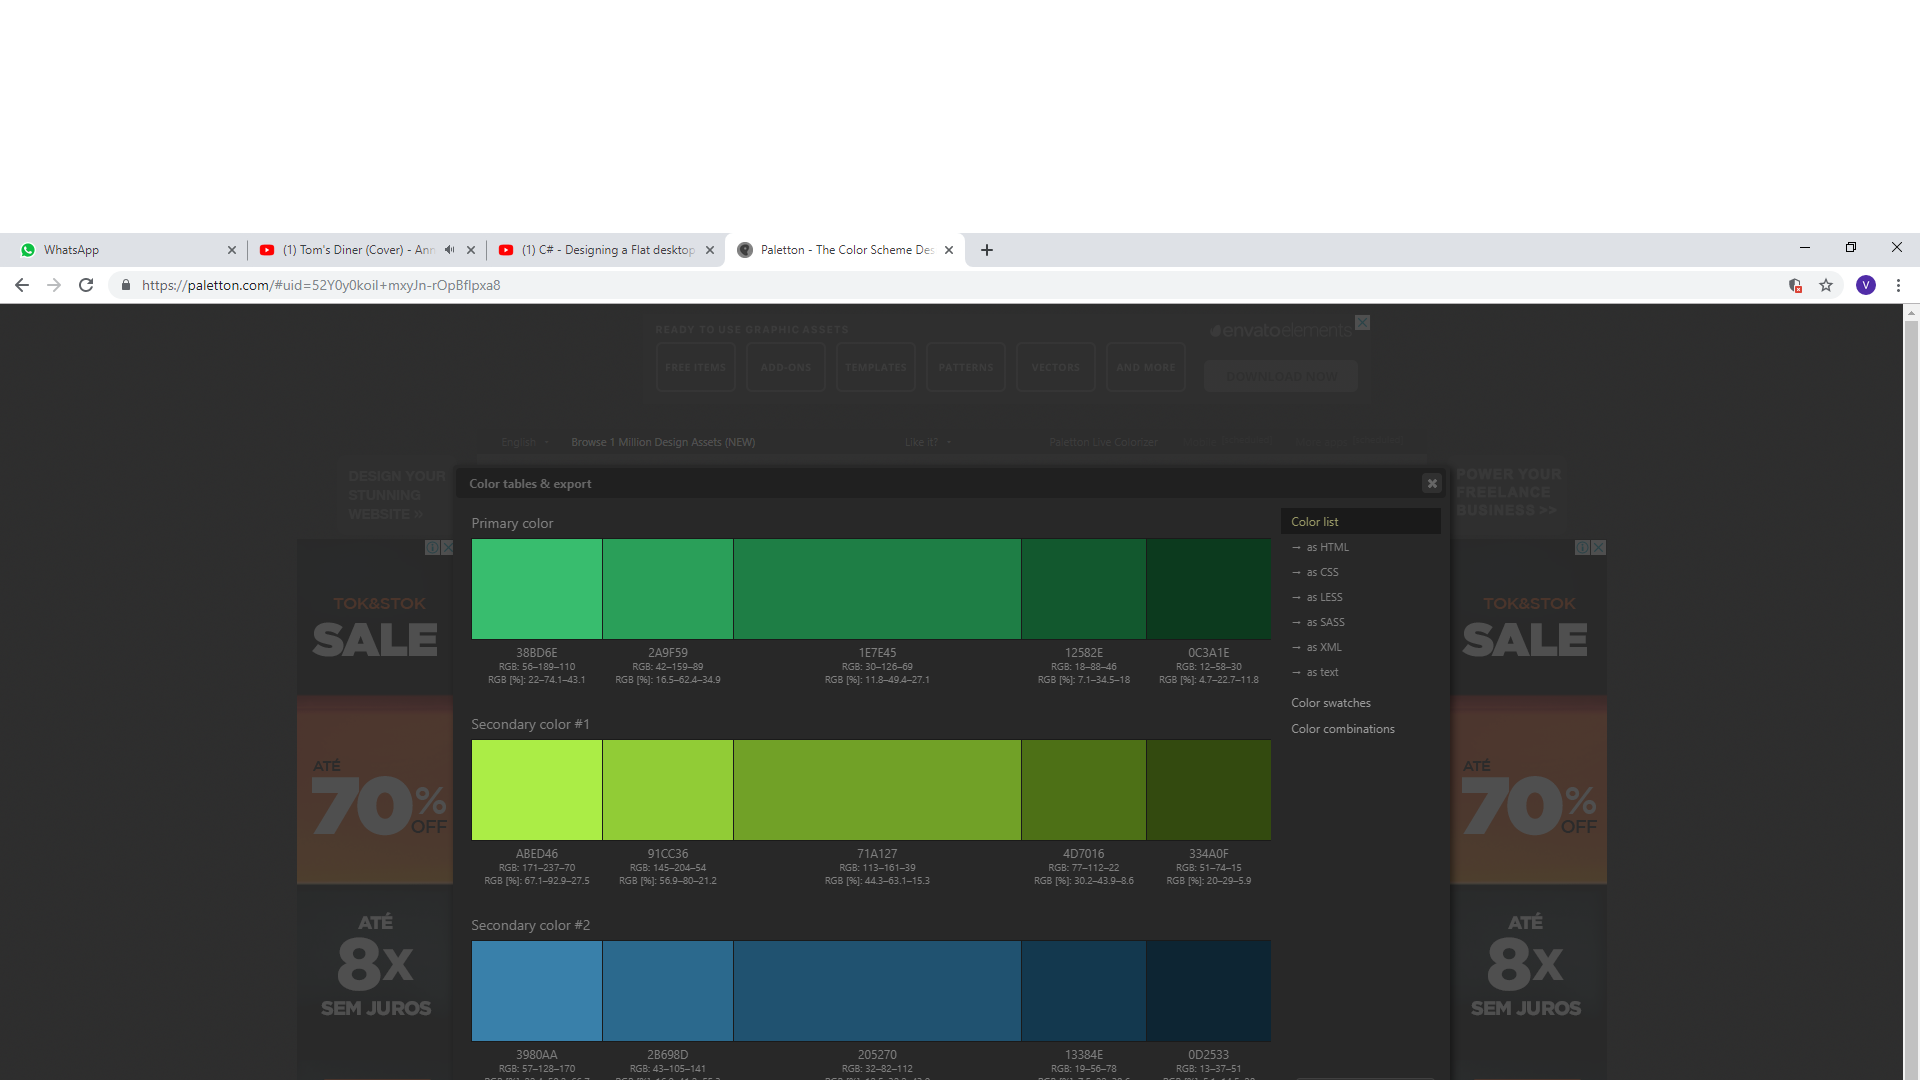 WhatsApp
(1) Tom's Diner (Cover) - Ann
(1) C# - Designing a Flat desktop
Paletton - The Color Scheme Des
https://paletton.com/#uid=52Y0y0koil+mxyJn-rOpBflpxa8
V
READY TO USE GRAPHIC ASSETS
envatoelements
FREE ITEMS
ADD-ONS
TEMPLATES
PATTERNS
VECTORS
AND MORE
DOWNLOAD NOW
English
Browse 1 Million Design Assets (NEW)
Like it?
Paletton Live Colorizer
DESIGN YOUR
STUNNING
WEBSITE »
POWER YOUR
FREELANCE
BUSINESS >>
Color tables & export
Primary color
38BD6E
RGB: 56–189–110
RGB [%]: 22–74.1–43.1
2A9F59
RGB: 42–159–89
RGB [%]: 16.5–62.4–34.9
1E7E45
RGB: 30–126–69
RGB [%]: 11.8–49.4–27.1
12582E
RGB: 18–88–46
RGB [%]: 7.1–34.5–18
0C3A1E
RGB: 12–58–30
RGB [%]: 4.7–22.7–11.8
Secondary color #1
ABED46
RGB: 171–237–70
RGB [%]: 67.1–92.9–27.5
91CC36
RGB: 145–204–54
RGB [%]: 56.9–80–21.2
71A127
RGB: 113–161–39
RGB [%]: 44.3–63.1–15.3
4D7016
RGB: 77–112–22
RGB [%]: 30.2–43.9–8.6
334A0F
RGB: 51–74–15
RGB [%]: 20–29–5.9
Secondary color #2
3980AA
RGB: 57–128–170
2B698D
RGB: 43–105–141
205270
RGB: 32–82–112
13384E
RGB: 19–56–78
0D2533
RGB: 13–37–51
Color list
→ as HTML
→ as CSS
→ as LESS
→ as SASS
→ as XML
→ as text
Color swatches
Color combinations
TOK&STOK
SALE
ATÉ
70%
OFF
ATÉ
8X
SEM JUROS
TOK&STOK
SALE
ATÉ
70%
OFF
ATÉ
8X
SEM JUROS